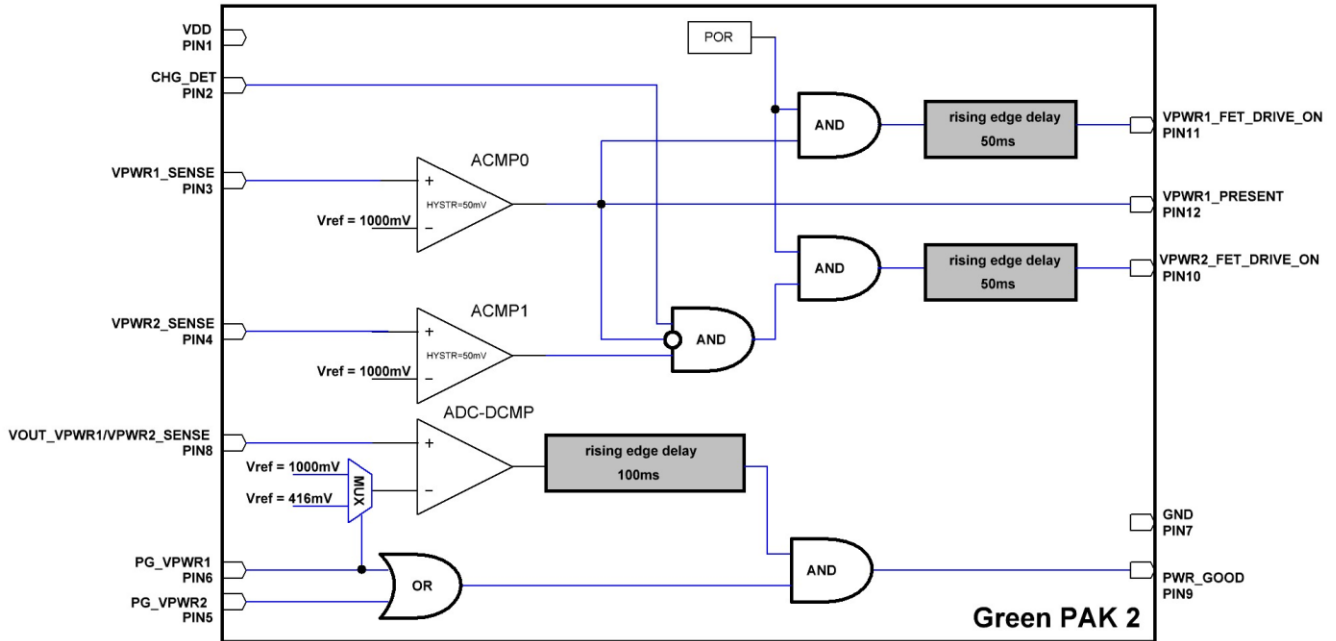 VDD
PIN1
CHG_DET
PIN2
VPWR1_SENSE
PIN3
VPWR2_SENSE
PIN4
VOUT_VPWR1/VPWR2_SENSE
PIN8
PG_VPWR1
PIN6
PG_VPWR2
PIN5
POR
ACMP0
+
HYSTR=50mV
Vref = 1000mV
−
ACMP1
+
HYSTR=50mV
Vref = 1000mV
−
ADC-DCMP
+
Vref = 1000mV
−
Vref = 416mV
MUX
rising edge delay
100ms
OR
AND
AND
rising edge delay
50ms
AND
rising edge delay
50ms
AND
VPWR1_FET_DRIVE_ON
PIN11
VPWR1_PRESENT
PIN12
VPWR2_FET_DRIVE_ON
PIN10
GND
PIN7
PWR_GOOD
PIN9
Green PAK 2